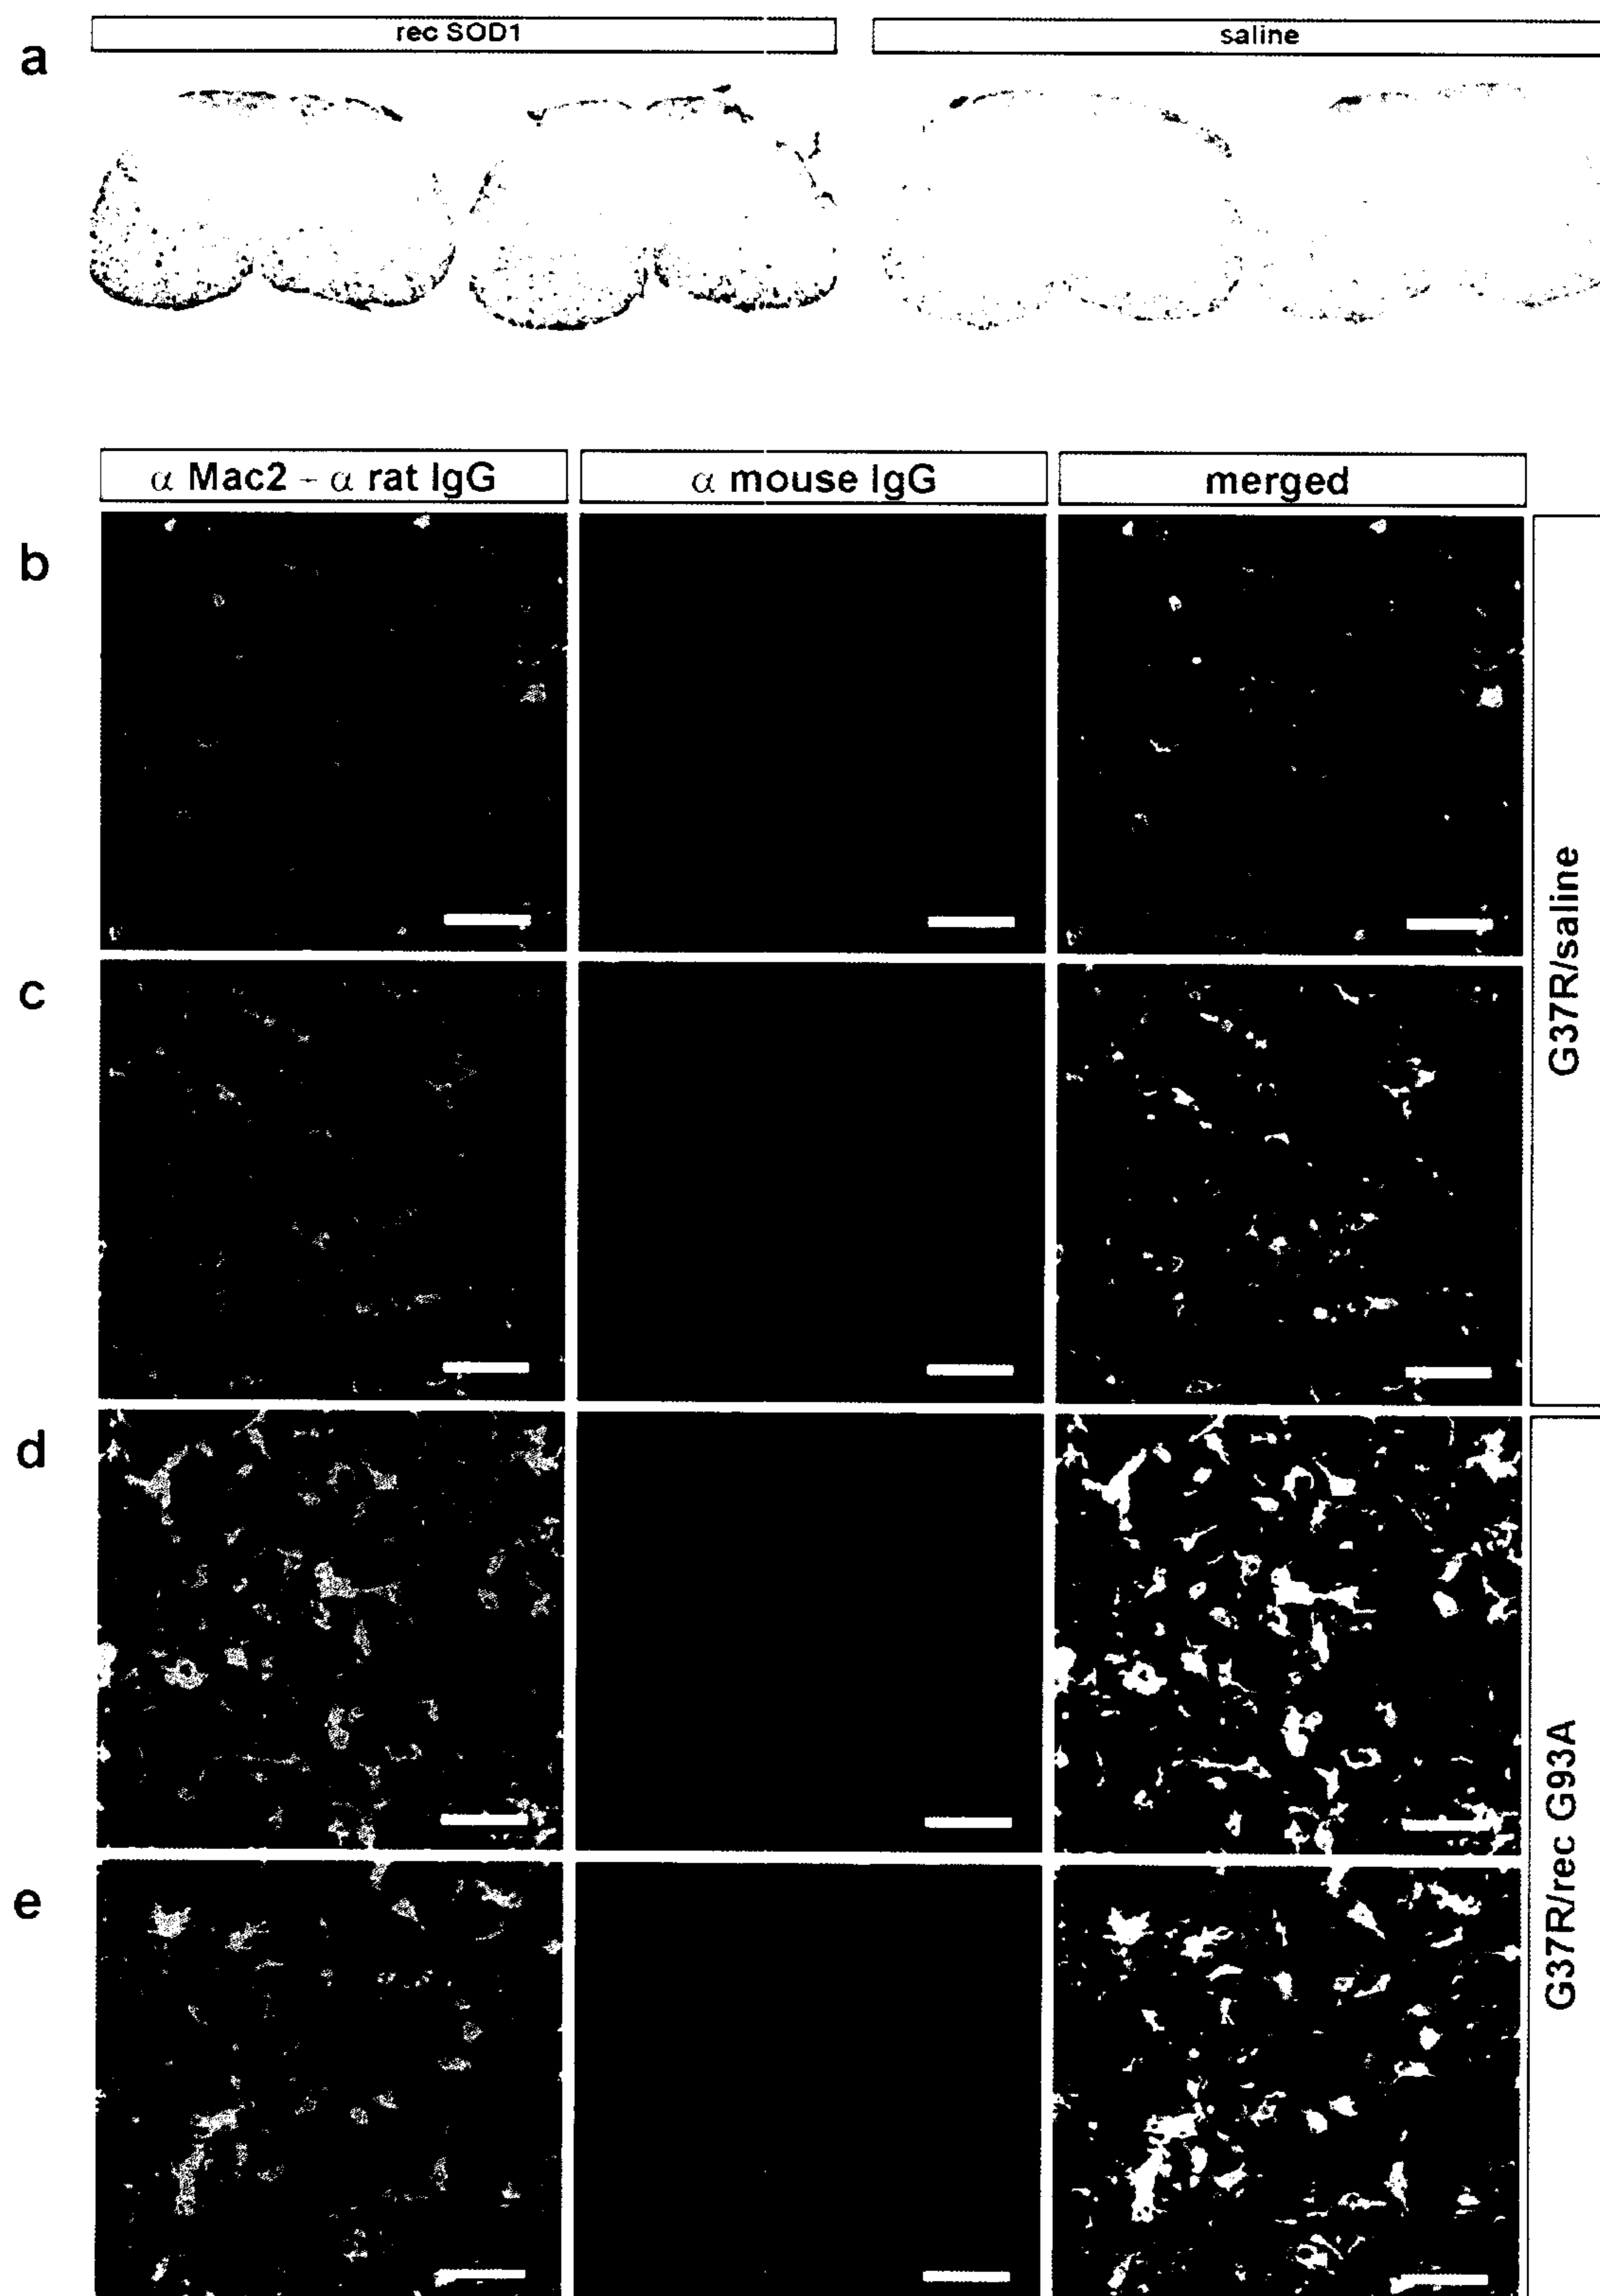 a
rec SOD1
saline
α Mac2 - α rat IgG
α mouse IgG
merged
b
c
G37R/saline
d
e
G37R/rec G93A